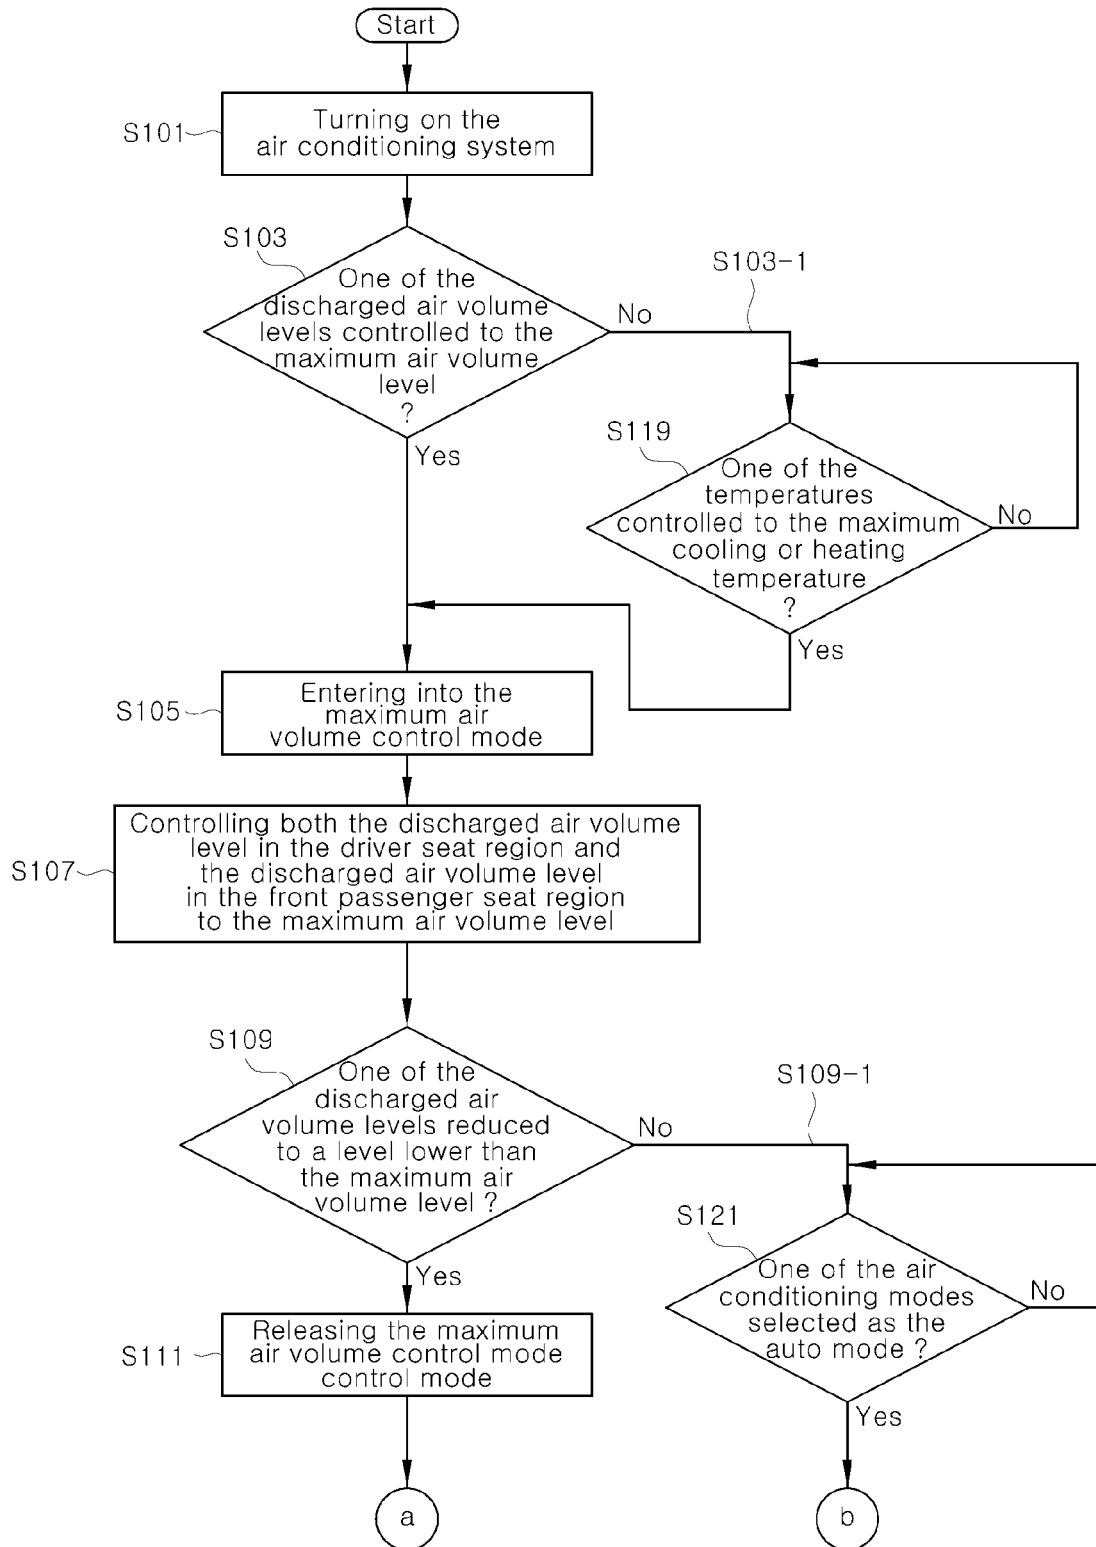 Start
S101
Turning on the
air conditioning system
S103
One of the
discharged air volume
levels controlled to the
maximum air volume
level
?
No
S103-1
Yes
S119
One of the
temperatures
controlled to the maximum
cooling or heating
temperature
?
No
Yes
S105
Entering into the
maximum air
volume control mode
S107
Controlling both the discharged air volume
level in the driver seat region and
the discharged air volume level
in the front passenger seat region
to the maximum air volume level
S109
One of the
discharged air
volume levels reduced
to a level lower than
the maximum air
volume level ?
No
S109-1
Yes
S121
One of the air
conditioning modes
selected as the
auto mode ?
No
Yes
S111
Releasing the maximum
air volume control mode
control mode
a
b